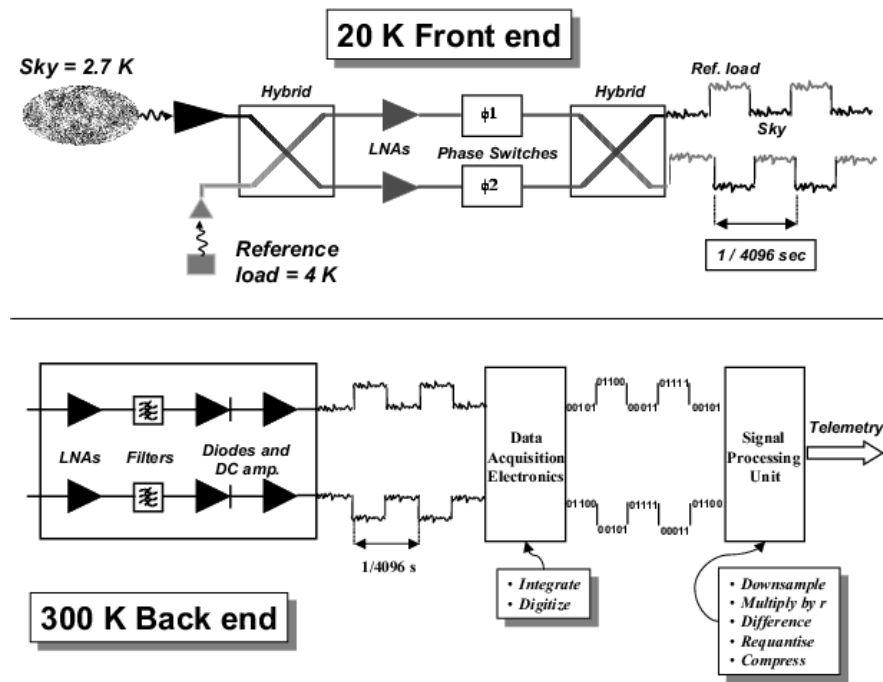 20 K Front end
Sky = 2.7 K
Hybrid
Hybrid
Ref. load
Sky
ϕ1
LNAs
Phase Switches
ϕ2
Reference
load = 4 K
1 / 4096 sec
LNAs
Filters
Diodes and
DC amp.
1/4096 s
Data
Acquisition
Electronics
00101
01100
00011
01111
00101
01100
00101
01111
00011
01100
Signal
Processing
Unit
Telemetry
• Integrate
• Digitize
• Downsample
• Multiply by r
• Difference
• Requantise
• Compress
300 K Back end